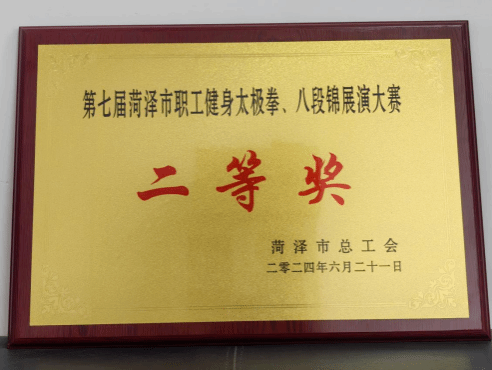 第七届菏泽市职工健身太极拳、八段锦展演大赛
二等奖
菏泽市总工会
二零二四年六月二十一日